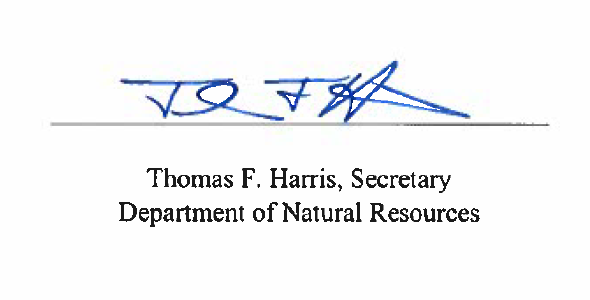 Thomas F. Harris, Secretary
Department of Natural Resources